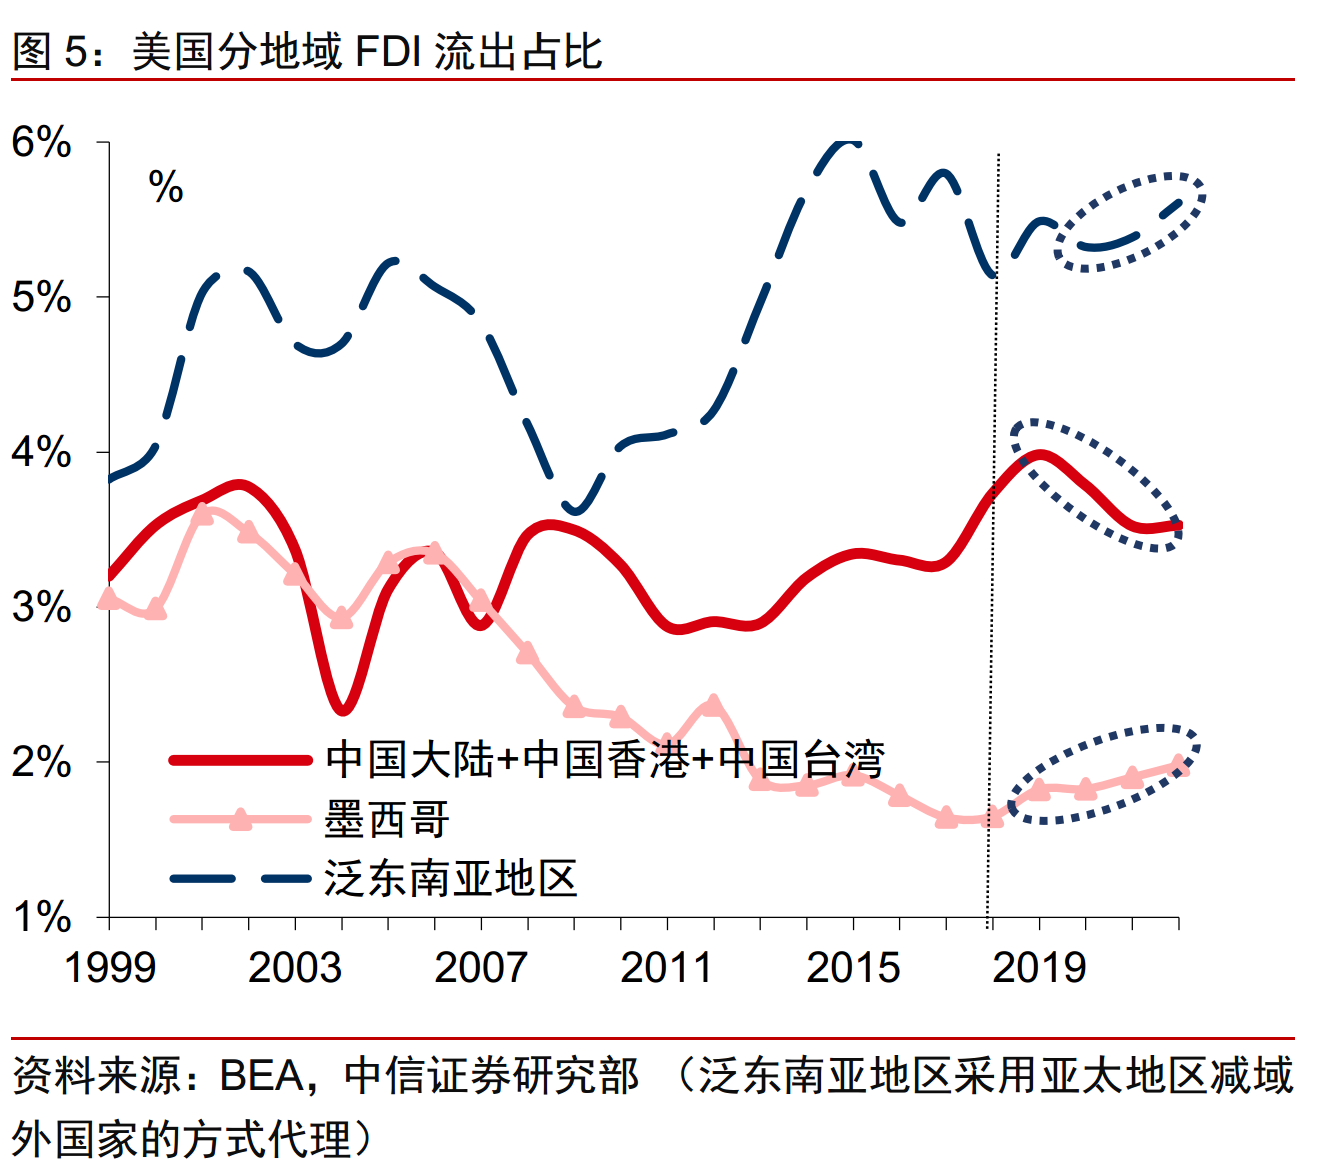 图 5：美国分地域 FDI 流出占比
6%
%
5%
4%
3%
2%
1%
中国大陆+中国香港+中国台湾
墨西哥
泛东南亚地区
1999 2003 2007 2011 2015 2019
资料来源：BEA，中信证券研究部 （泛东南亚地区采用亚太地区减域
外国家的方式代理）